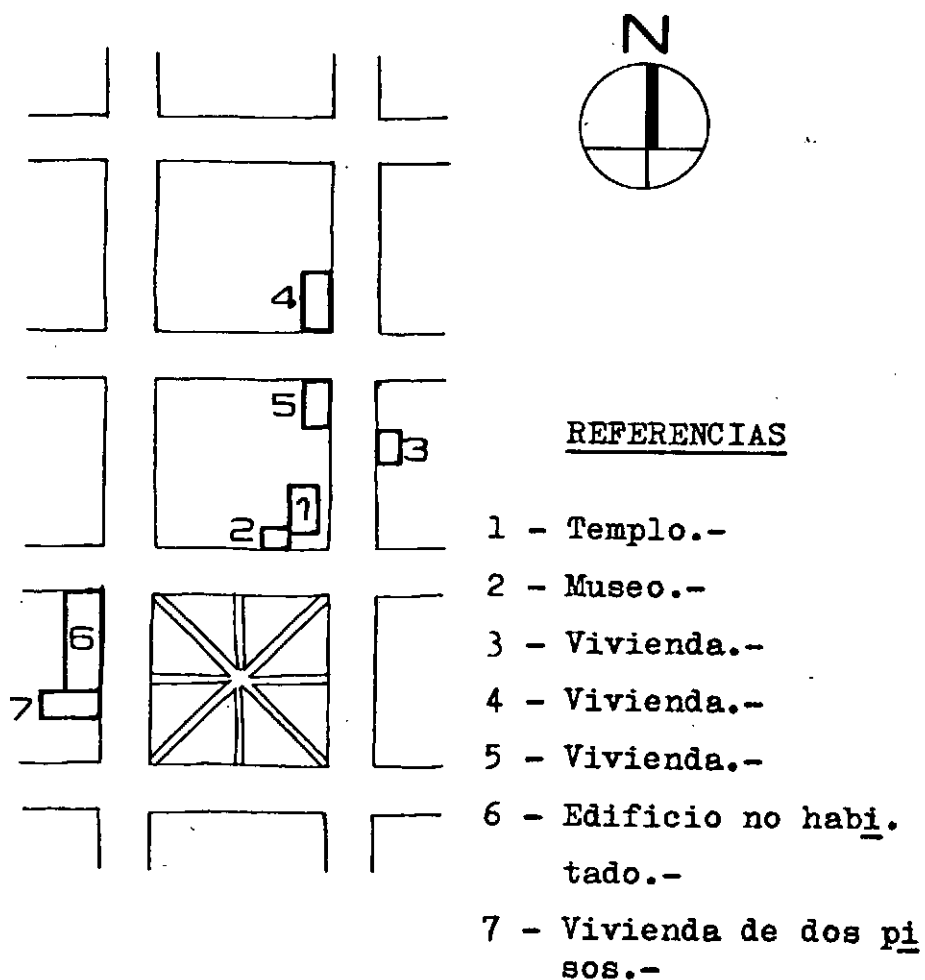 N
4
5
3
1
2
6
7
REFERENCIAS
1 - Templo.-
2 - Museo.-
3 - Vivienda.-
4 - Vivienda.-
5 - Vivienda.-
6 - Edificio no habi.
tado.-
7 - Vivienda de dos pi
sos.-